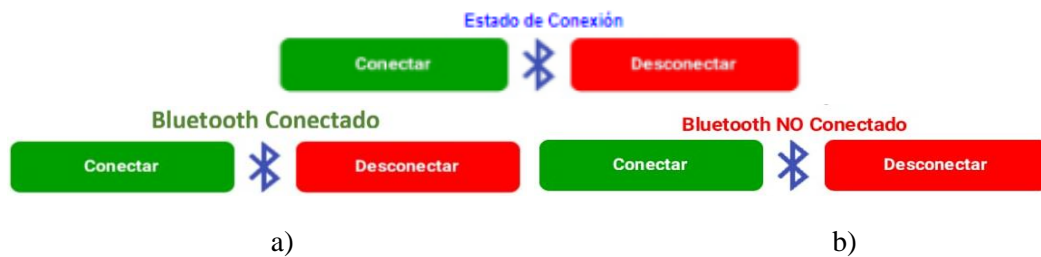 Estado de Conexión
Conectar Desconectar
Bluetooth Conectado Bluetooth NO Conectado
Conectar Desconectar Conectar Desconectar
a) b)